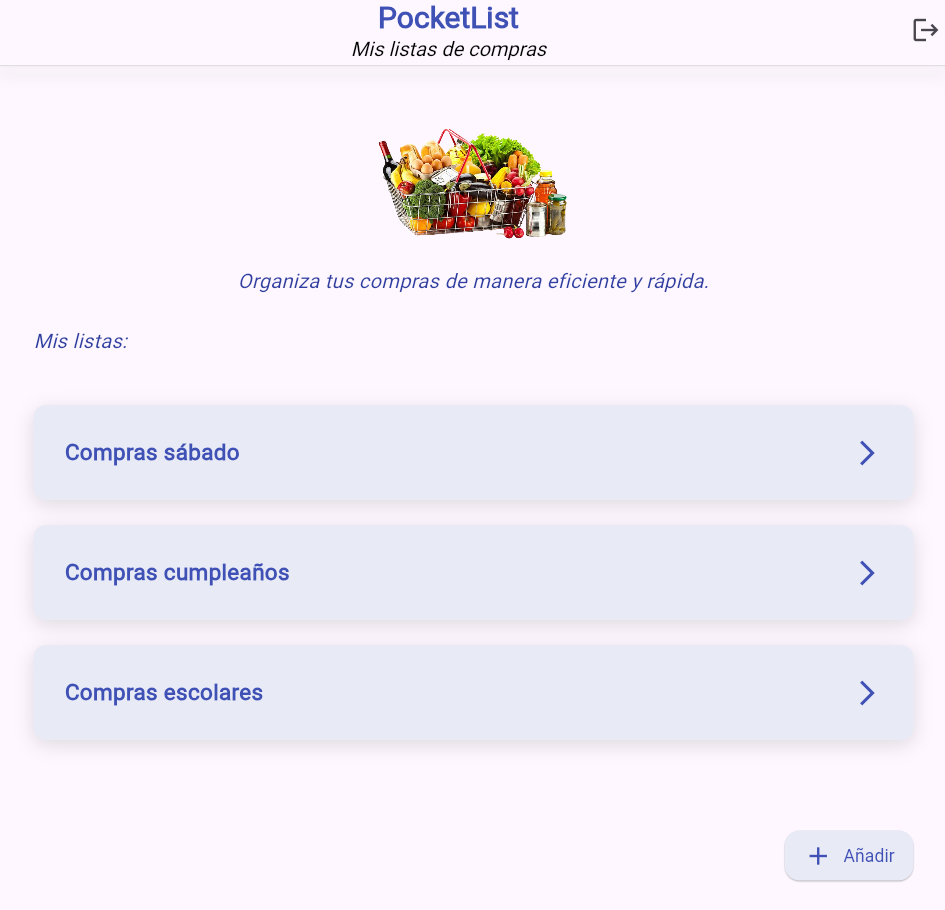 PocketList
Mis listas de compras
Organiza tus compras de manera eficiente y rápida.
Mis listas:
Compras sábado
Compras cumpleaños
Compras escolares
Añadir